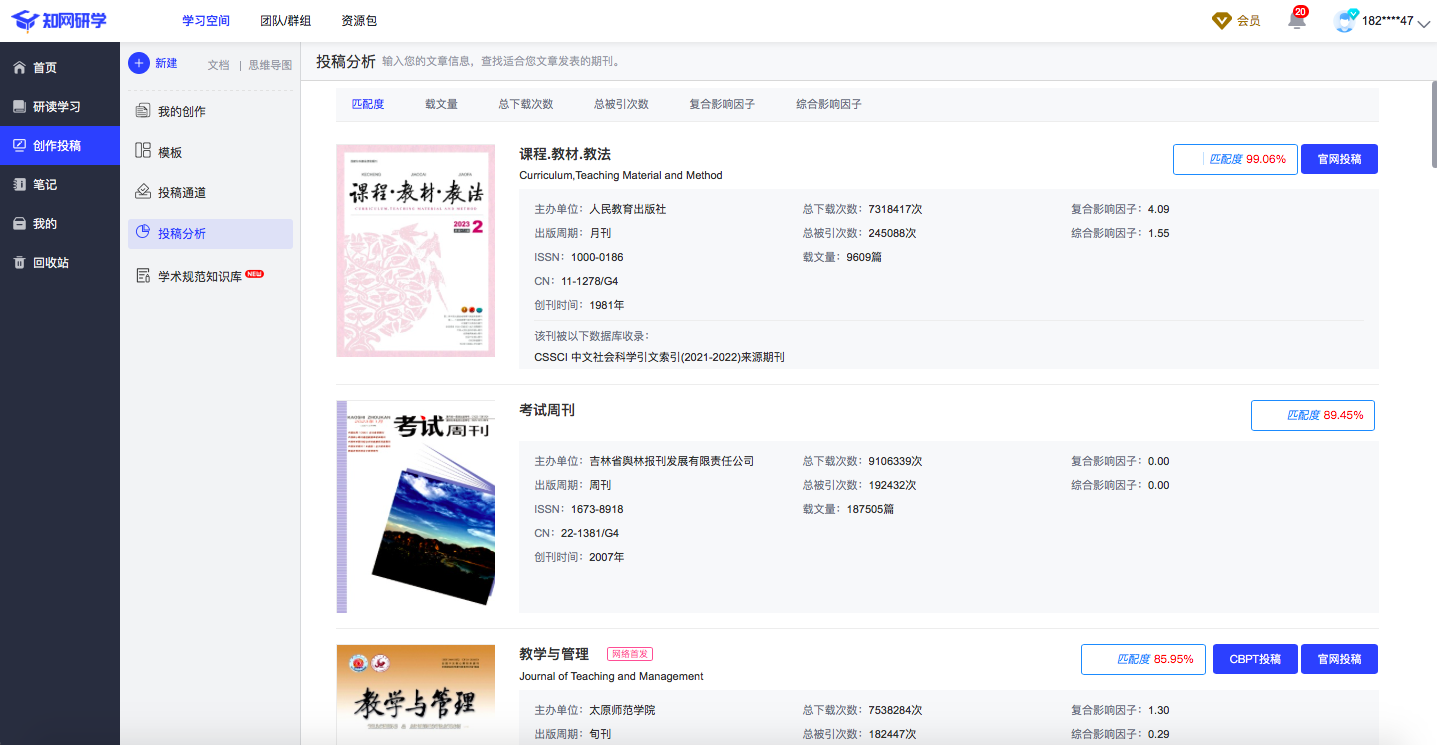 知网研学
学习空间 团队/群组 资源包
会员 20 182****47
首页
研读学习
创作投稿
笔记
我的
回收站
新建 文档 | 思维导图
我的创作
模板
投稿通道
投稿分析
学术规范知识库 NEW
投稿分析 输入您的文章信息，查找适合您文章发表的期刊。
匹配度 载文量 总下载次数 总被引次数 复合影响因子 综合影响因子
KECHENG JIAOCAI JIAOFA
课程·教材·教法
CURRICULUM,TEACHING MATERIAL AND METHOD
2023 2
课程.教材.教法
Curriculum,Teaching Material and Method
匹配度 99.06% 官网投稿
主办单位：人民教育出版社 总下载次数：7318417次 复合影响因子：4.09
出版周期：月刊 总被引次数：245088次 综合影响因子：1.55
ISSN：1000-0186 载文量：9609篇
CN：11-1278/G4
创刊时间：1981年
该刊被以下数据库收录：
CSSCI 中文社会科学引文索引(2021-2022)来源期刊
KAOSHI ZHOUKAN
考试周刊
考试周刊
匹配度 89.45%
主办单位：吉林省舆林报刊发展有限责任公司 总下载次数：9106339次 复合影响因子：0.00
出版周期：周刊 总被引次数：192432次 综合影响因子：0.00
ISSN：1673-8918 载文量：187505篇
CN：22-1381/G4
创刊时间：2007年
教学与管理
TEACHING & ADMINISTRATION
教学与管理 网络首发
Journal of Teaching and Management
匹配度 85.95% CBPT投稿 官网投稿
主办单位：太原师范学院 总下载次数：7538284次 复合影响因子：1.30
出版周期：旬刊 总被引次数：182447次 综合影响因子：0.29